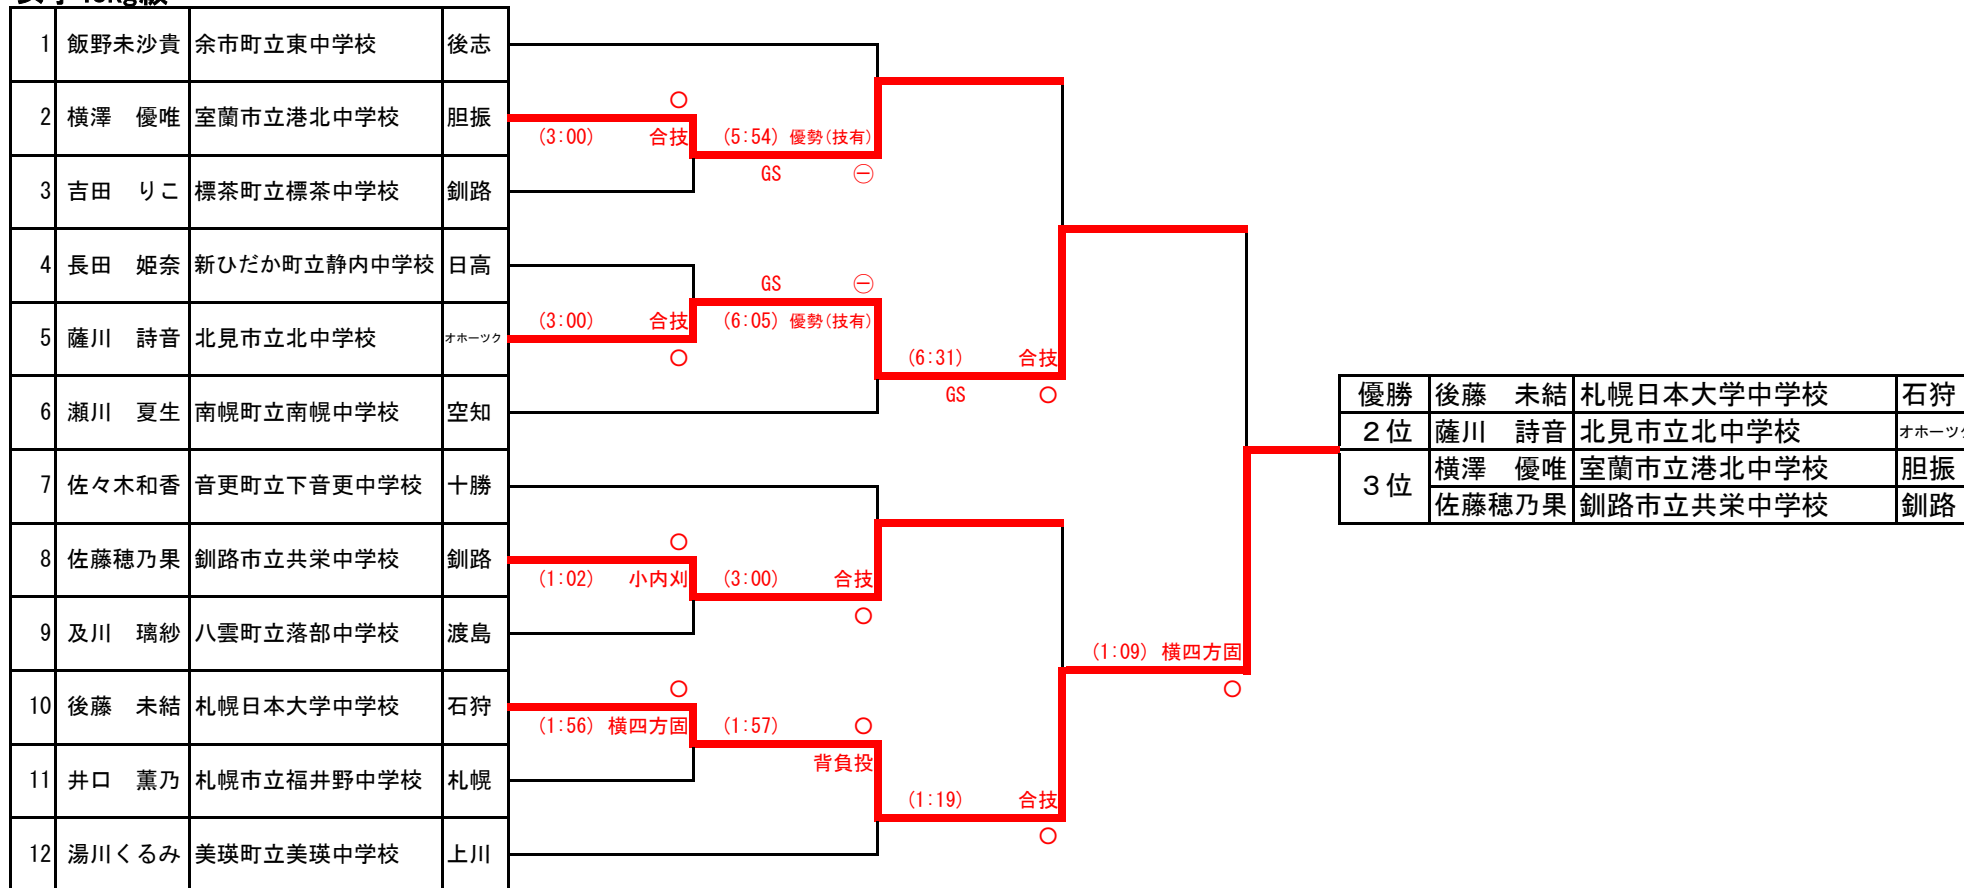 1 飯野未沙貴 余市町立東中学校 後志
2 横澤　優唯 室蘭市立港北中学校 胆振
3 吉田　りこ 標茶町立標茶中学校 釧路
4 長田　姫奈 新ひだか町立静内中学校 日高
5 薩川　詩音 北見市立北中学校 オホーツク
6 瀬川　夏生 南幌町立南幌中学校 空知
7 佐々木和香 音更町立下音更中学校 十勝
8 佐藤穂乃果 釧路市立共栄中学校 釧路
9 及川　璃紗 八雲町立落部中学校 渡島
10 後藤　未結 札幌日本大学中学校 石狩
11 井口　薫乃 札幌市立福井野中学校 札幌
12 湯川くるみ 美瑛町立美瑛中学校 上川
○
(3:00) 合技
(5:54) 優勢(技有)
GS ㊀
GS ㊀
(3:00) 合技
(6:05) 優勢(技有)
○
(6:31) 合技
GS ○
○
(1:02) 小内刈
(3:00) 合技
○
○
(1:56) 横四方固
(1:57) ○
背負投
(1:19) 合技
○
(1:09) 横四方固
○
優勝 後藤　未結 札幌日本大学中学校 石狩
２位 薩川　詩音 北見市立北中学校 オホーツク
３位 横澤　優唯 室蘭市立港北中学校 胆振
佐藤穂乃果 釧路市立共栄中学校 釧路